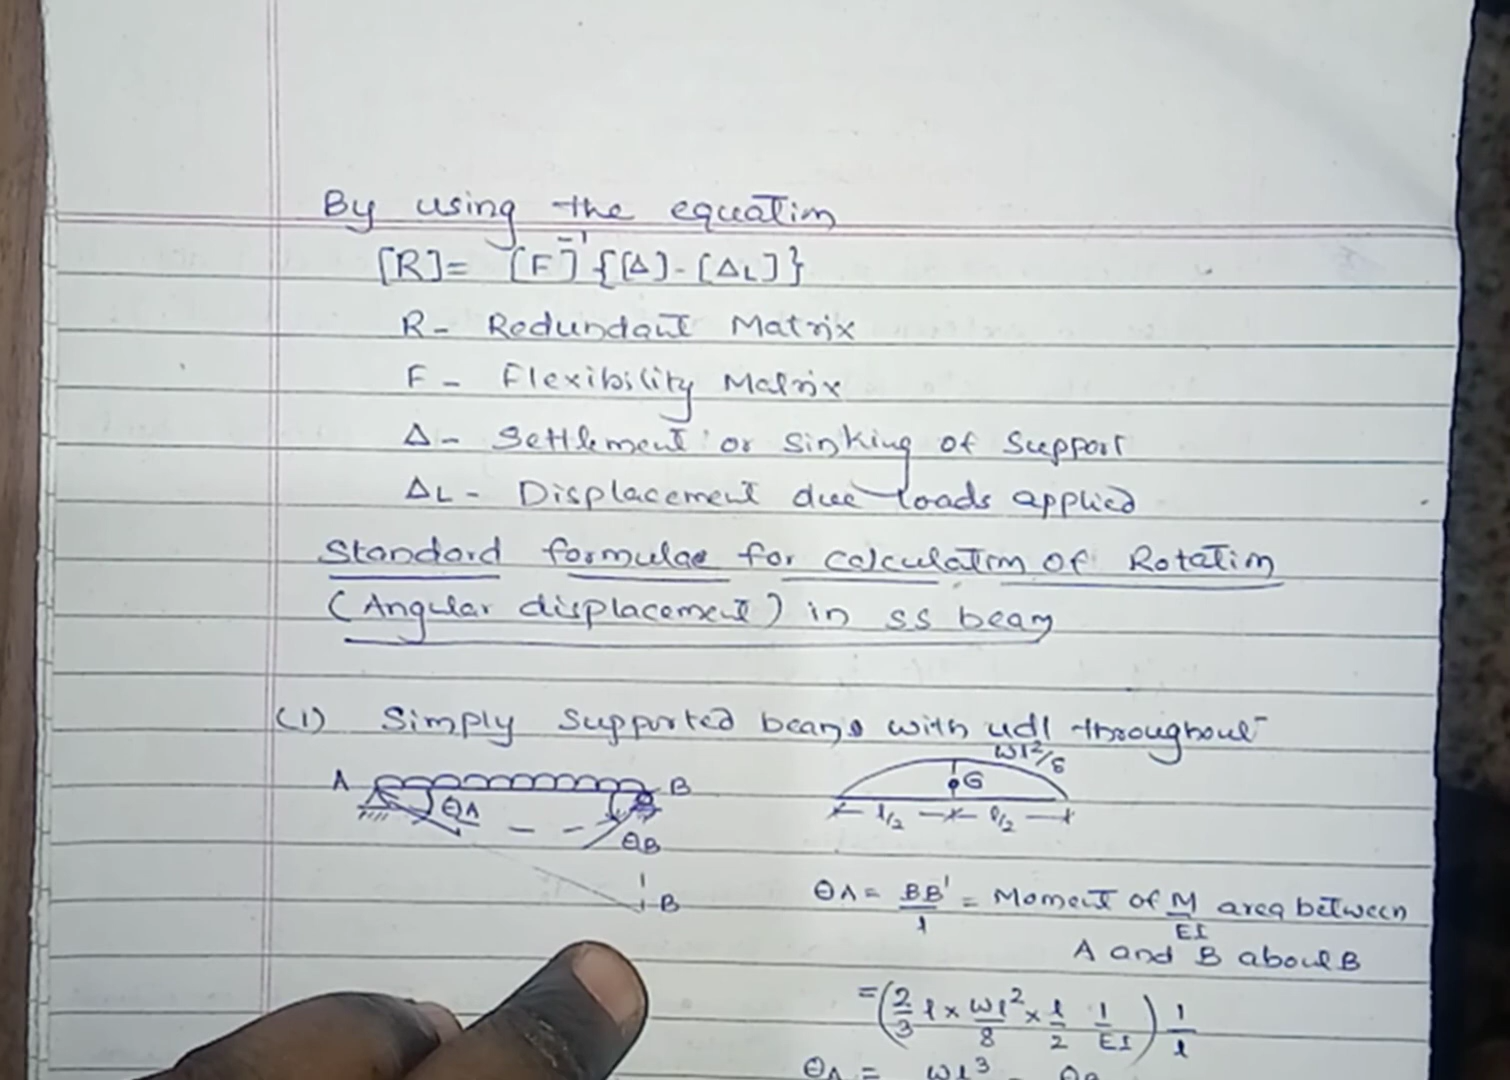 By using the equation
[R]= [F]⁻¹ {[Δ]-[ΔL]}
R- Redundant Matrix
F- Flexibility Matrix
Δ- Settlement or sinking of support
ΔL- Displacement due loads applied
Standard formulae for calculation of Rotation
(Angular displacement) in ss beam
(1) Simply supported beams with udl throughout
wl²/8
A B
G
θA
l/2 l/2
θB
B
θA = BB'/l = Moment of M/EI area between
A and B about B
=(2/3 l x wl²/8 x l/2 1/EI) 1/l
θA = wl³ θB